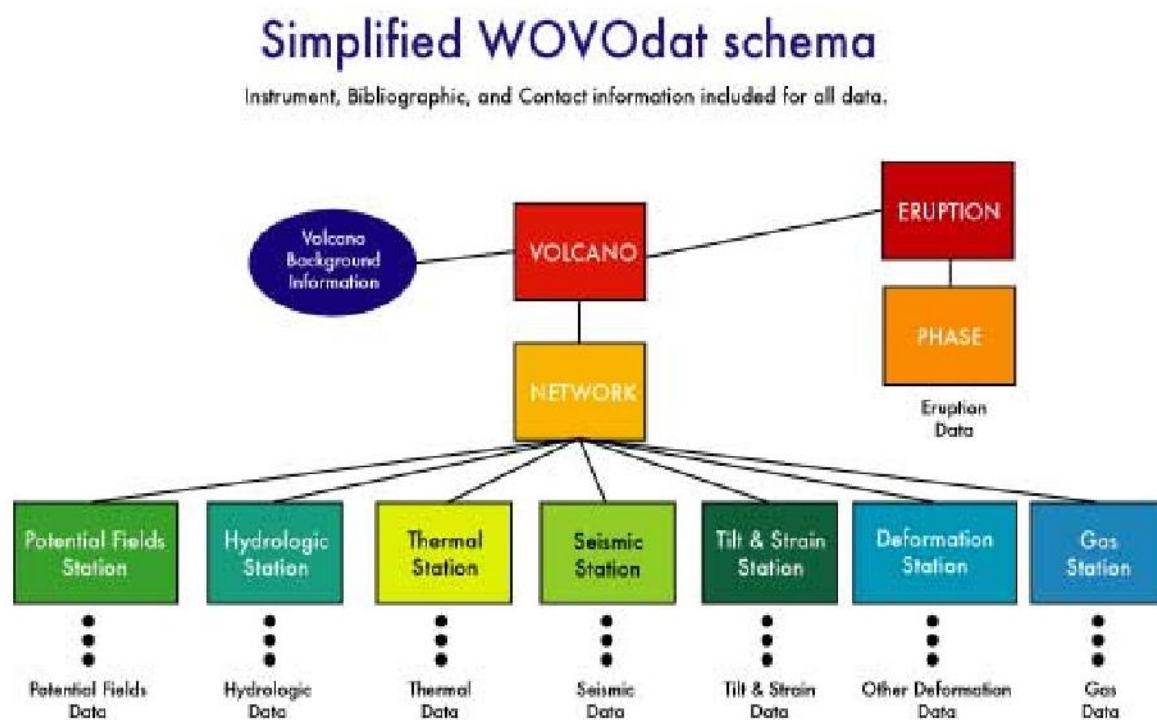 Simplified WOVOdat schema
Instrument, Bibliographic, and Contact information included for all data.
ERUPTION
Volcano
Background
Information
VOLCANO
PHASE
NETWORK
Eruption
Data
Potential Fields
Station
Hydrologic
Station
Thermal
Station
Seismic
Station
Tilt & Strain
Station
Deformation
Station
Gas
Station
Potential Fields
Data
Hydrologic
Data
Thermal
Data
Seismic
Data
Tilt & Strain
Data
Other Deformation
Data
Gas
Data